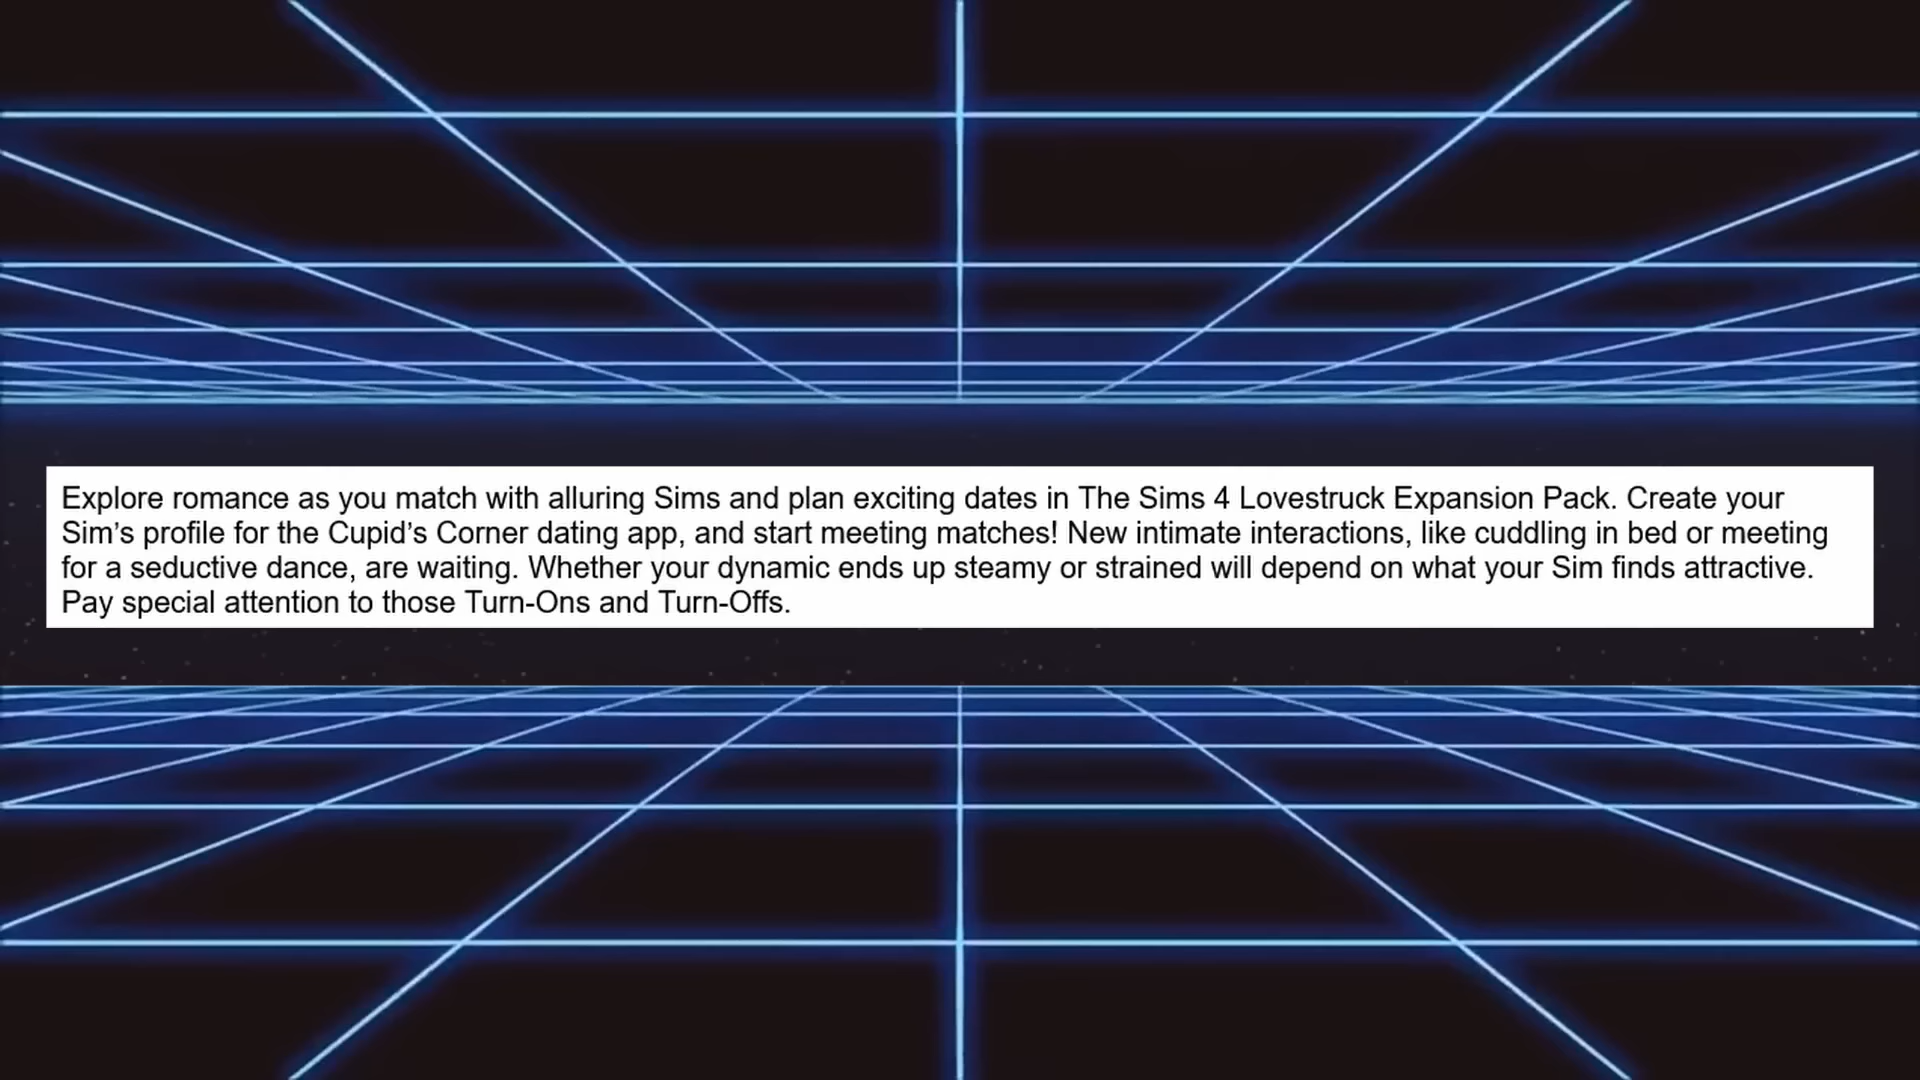 Explore romance as you match with alluring Sims and plan exciting dates in The Sims 4 Lovestruck Expansion Pack. Create your
Sim’s profile for the Cupid’s Corner dating app, and start meeting matches! New intimate interactions, like cuddling in bed or meeting
for a seductive dance, are waiting. Whether your dynamic ends up steamy or strained will depend on what your Sim finds attractive.
Pay special attention to those Turn-Ons and Turn-Offs.